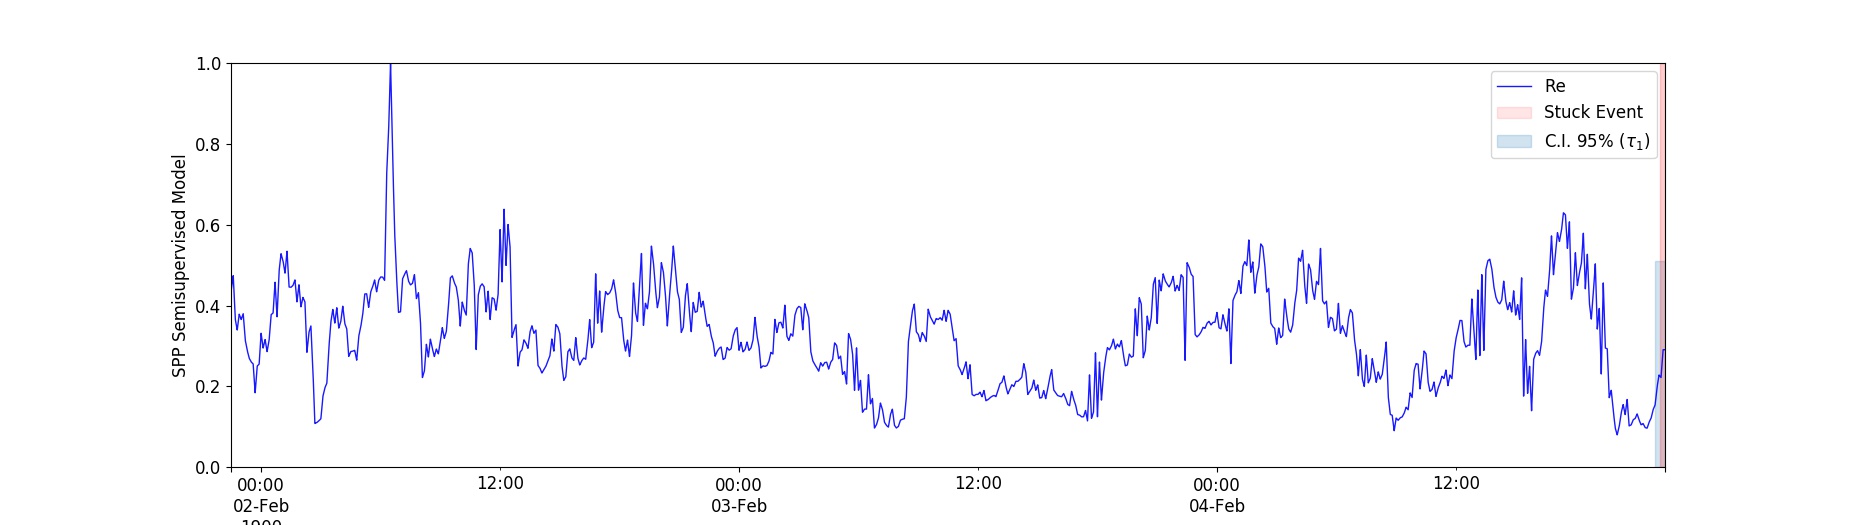 SPP Semisupervised Model
1.0
0.8
0.6
0.4
0.2
0.0
Re
Stuck Event
C.I. 95% (τ₁)
00:00
02-Feb
12:00
00:00
03-Feb
12:00
00:00
04-Feb
12:00